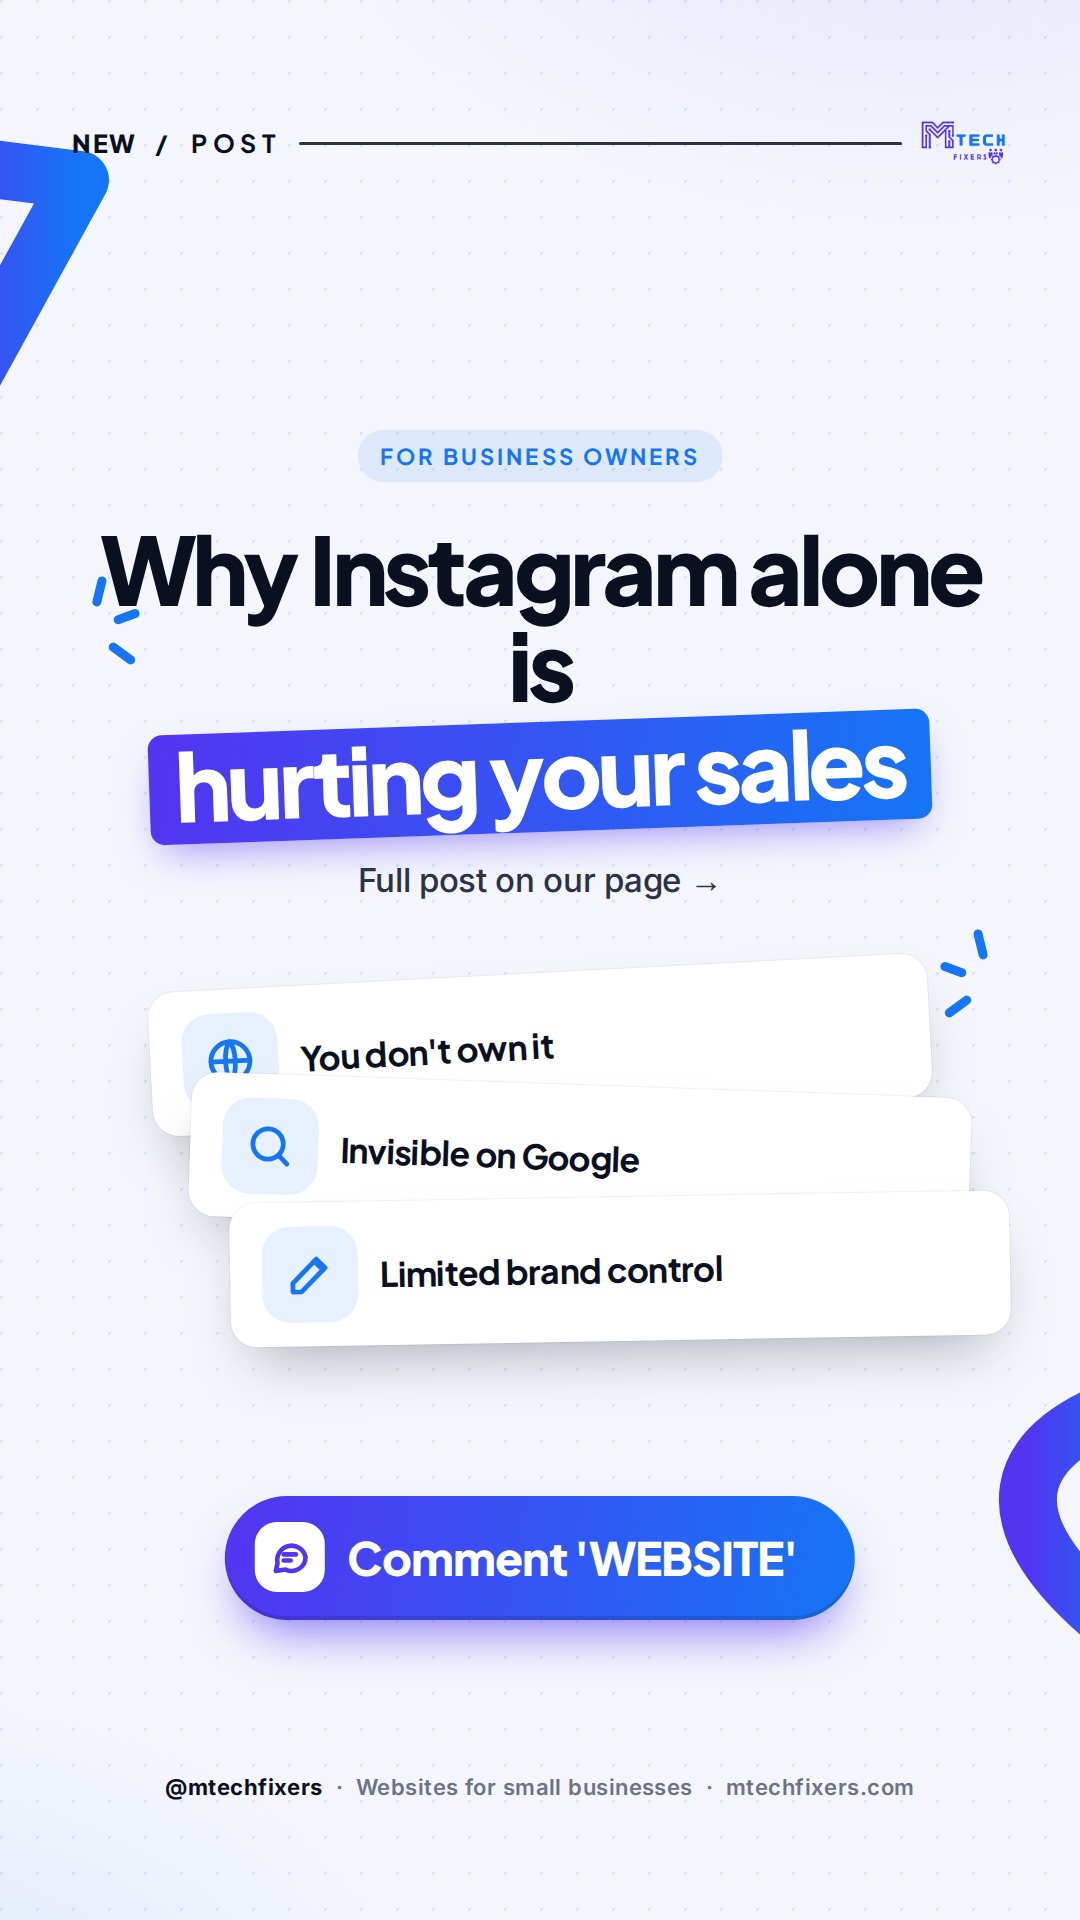 NEW / POST
MTECH
FIXERS
FOR BUSINESS OWNERS
Why Instagram alone
is
hurting your sales
Full post on our page →
You don't own it
Invisible on Google
Limited brand control
Comment 'WEBSITE'
@mtechfixers · Websites for small businesses · mtechfixers.com